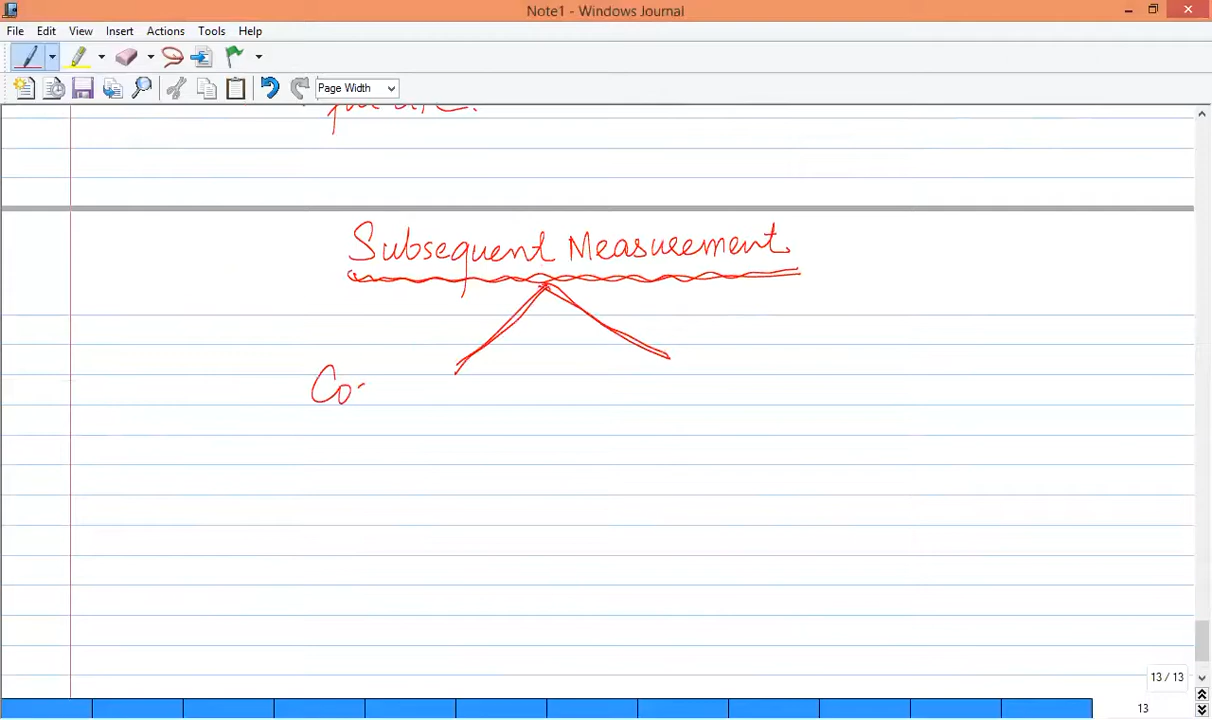 Note1 - Windows Journal
File Edit View Insert Actions Tools Help
Page Width
Subsequent Measurement
Co
13 / 13
13